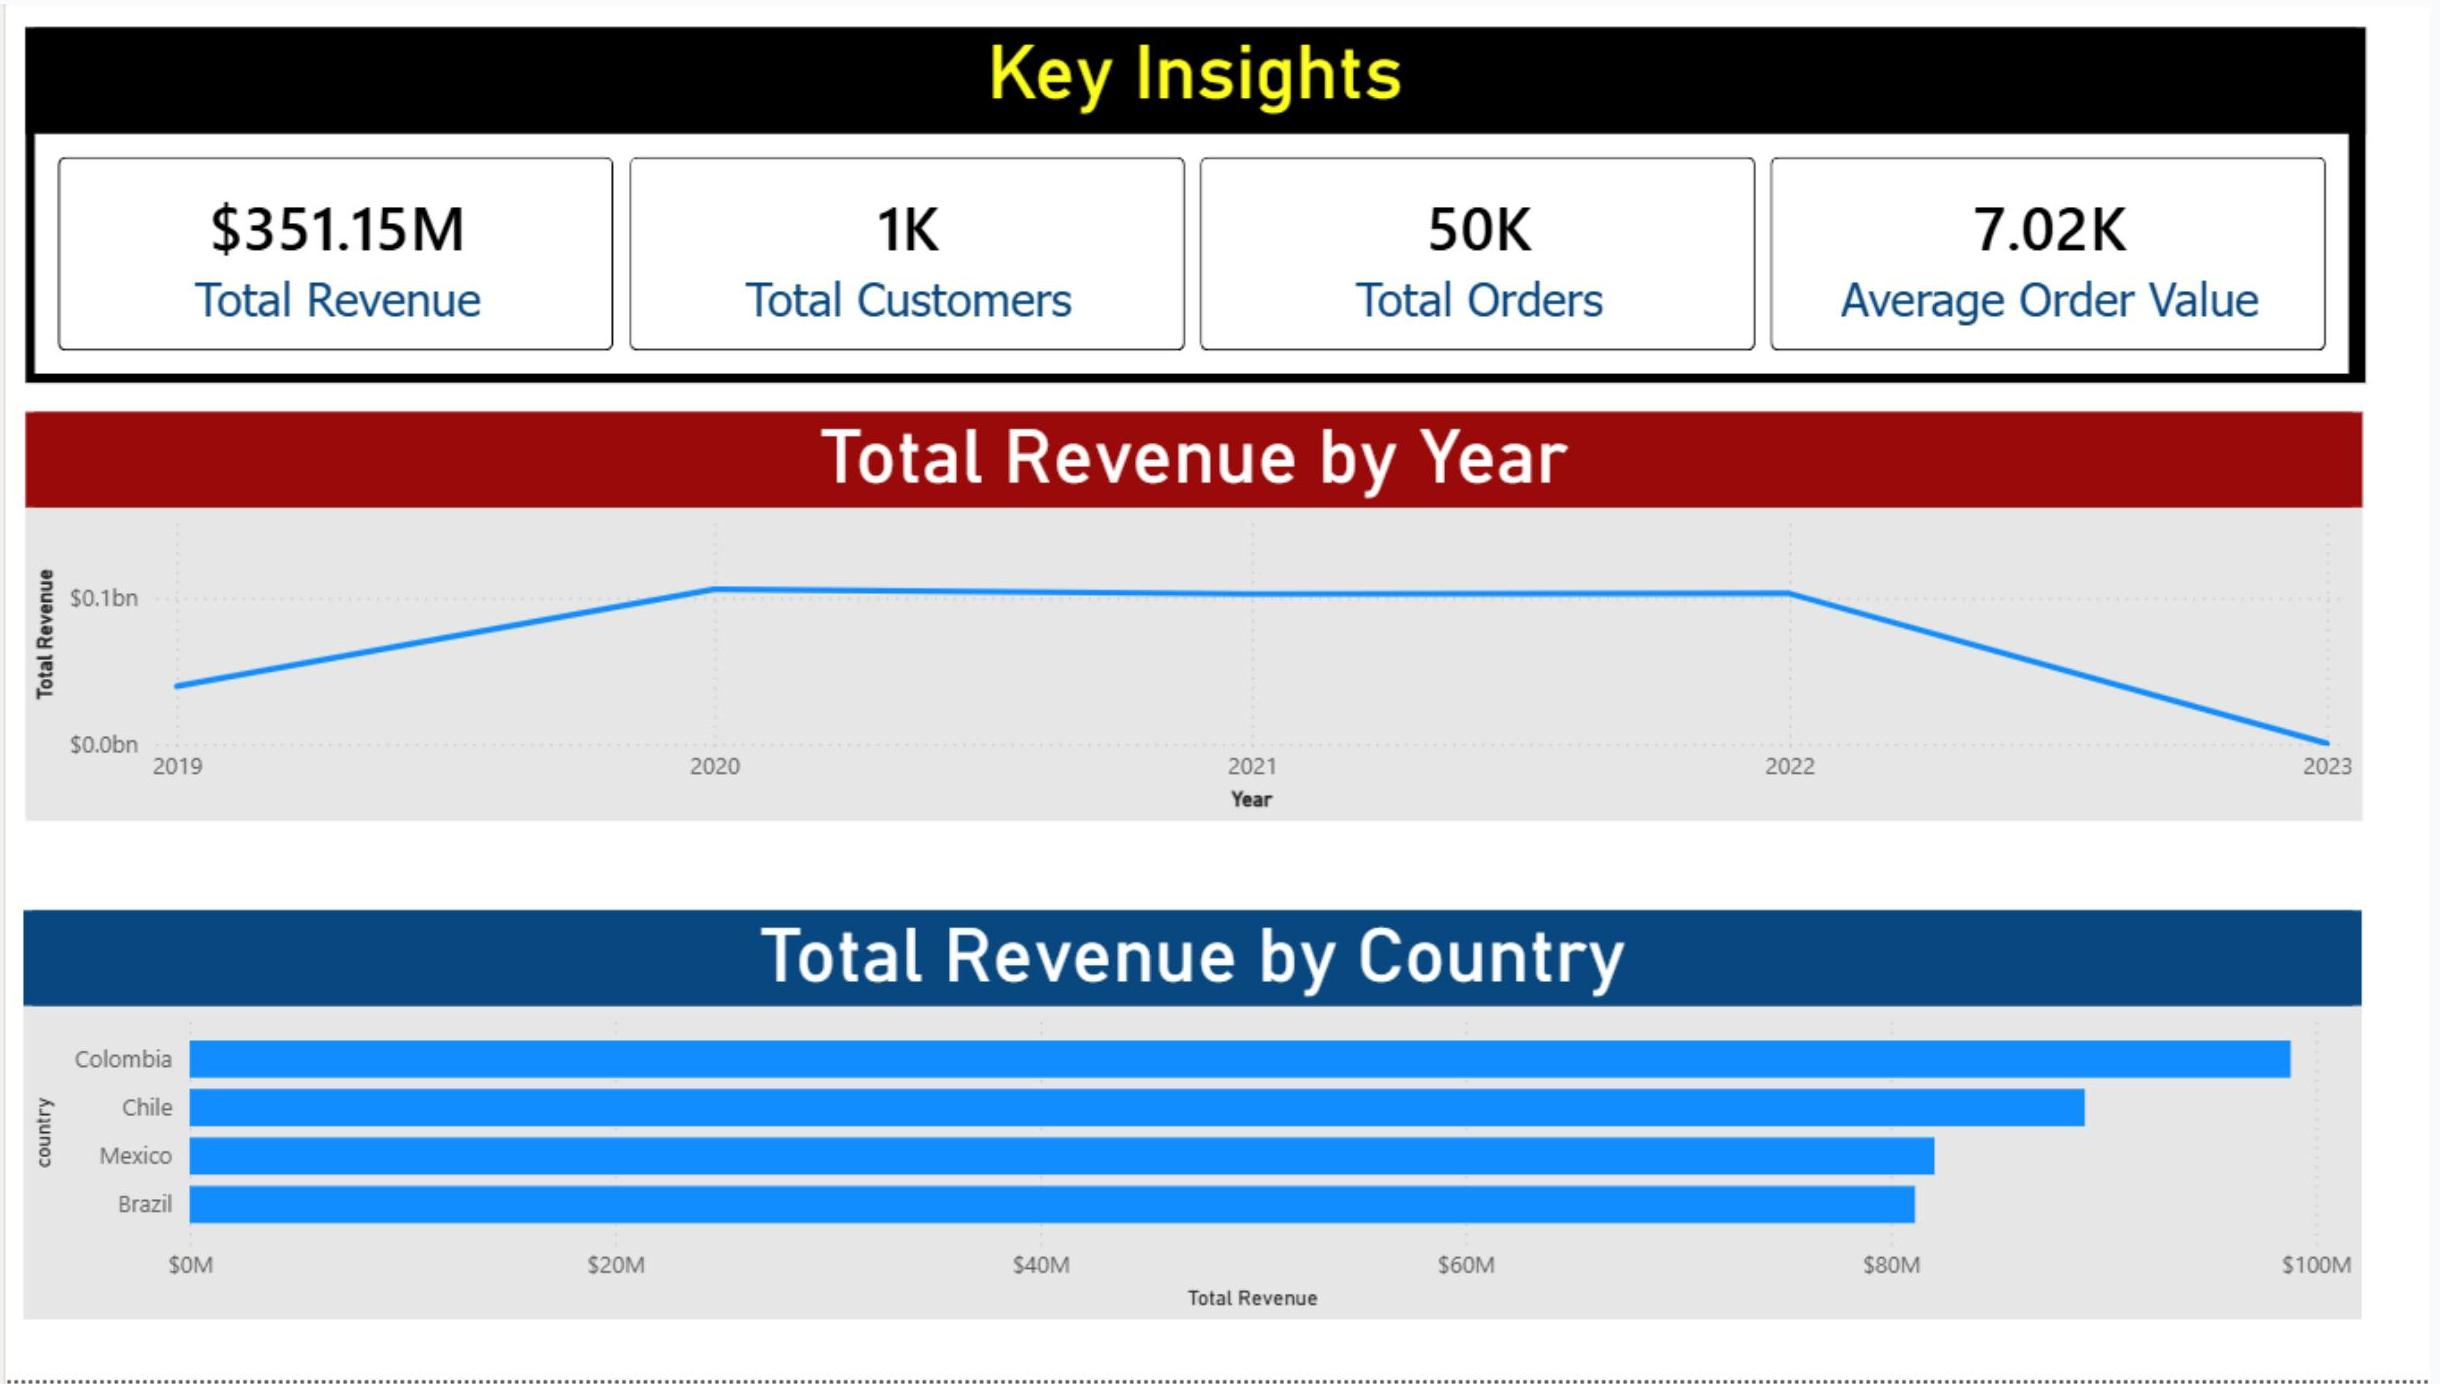 Key Insights
$351.15M
Total Revenue
1K
Total Customers
50K
Total Orders
7.02K
Average Order Value
Total Revenue by Year
Total Revenue
$0.1bn
$0.0bn
2019 2020 2021 2022 2023
Year
Total Revenue by Country
country
Colombia
Chile
Mexico
Brazil
$0M $20M $40M $60M $80M $100M
Total Revenue